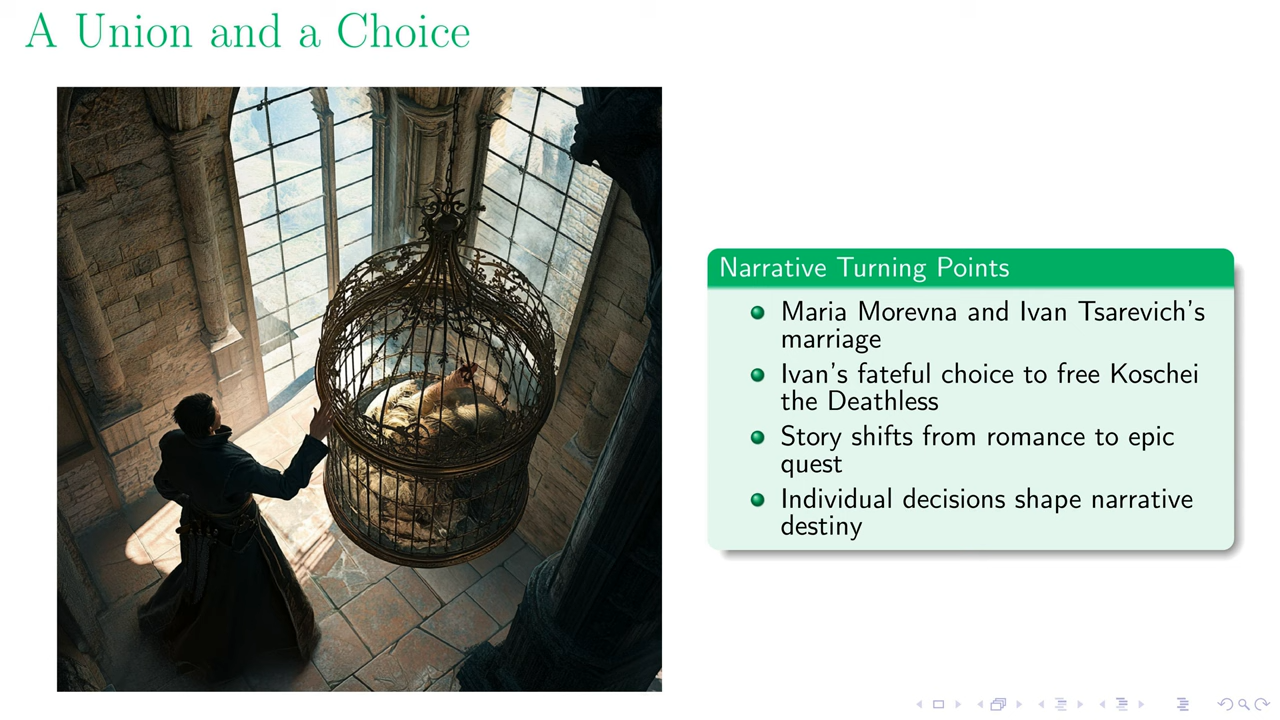 A Union and a Choice
Narrative Turning Points
Maria Morevna and Ivan Tsarevich's
marriage
Ivan's fateful choice to free Koschei
the Deathless
Story shifts from romance to epic
quest
Individual decisions shape narrative
destiny